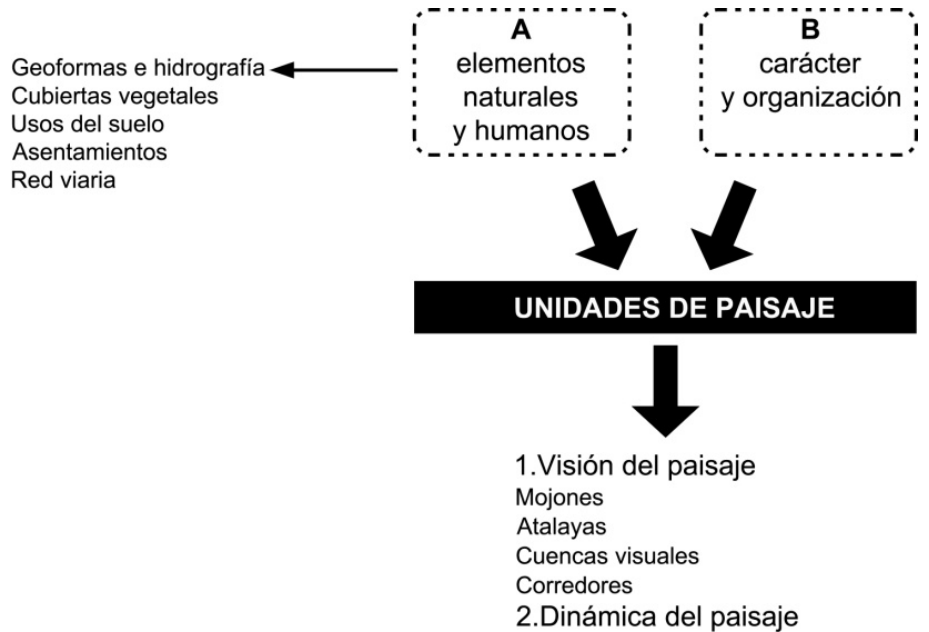 A
elementos
naturales
y humanos
B
carácter
y organización
Geoformas e hidrografía
Cubiertas vegetales
Usos del suelo
Asentamientos
Red viaria
UNIDADES DE PAISAJE
1.Visión del paisaje
Mojones
Atalayas
Cuencas visuales
Corredores
2.Dinámica del paisaje